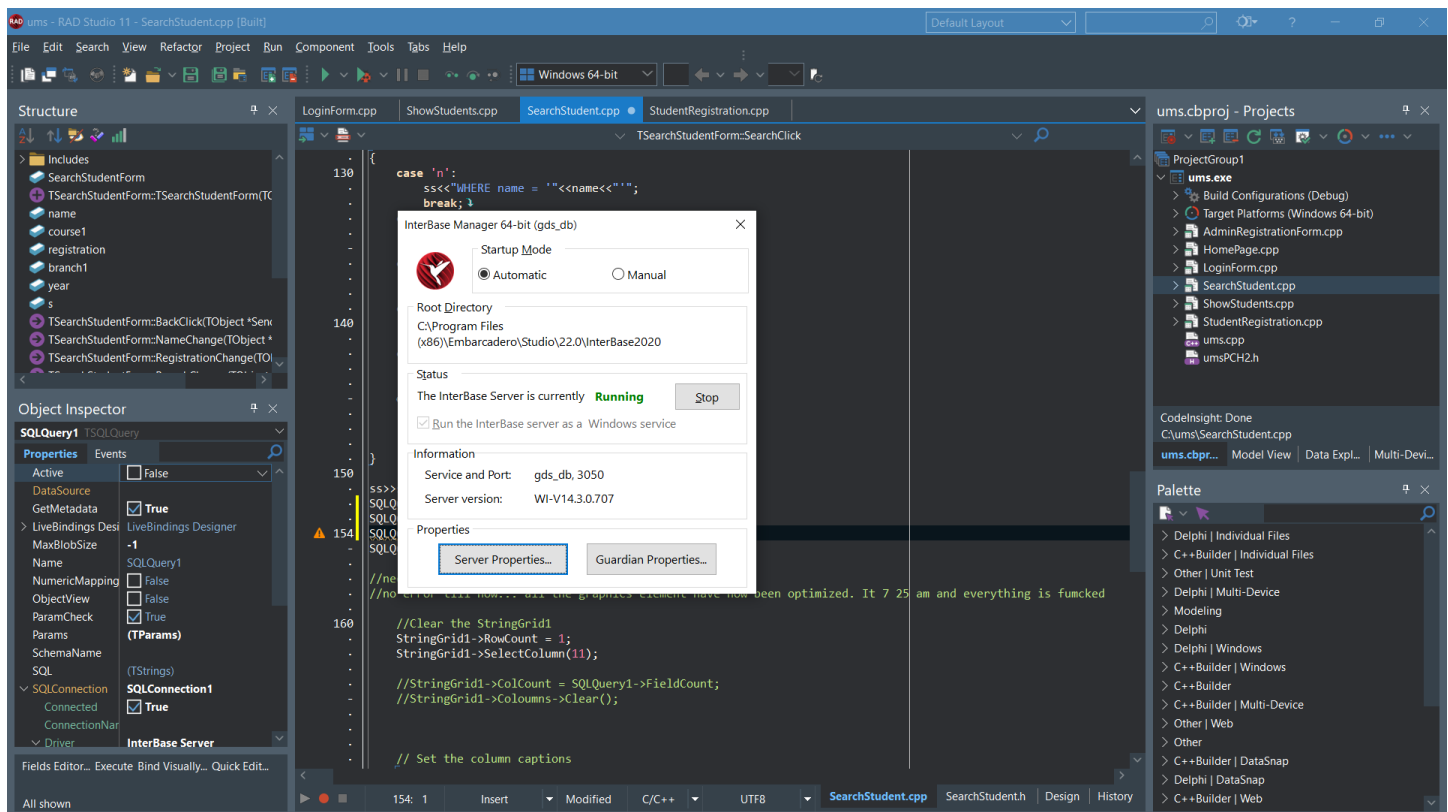 ums - RAD Studio 11 - SearchStudent.cpp [Built]
Default Layout
File Edit Search View Refactor Project Run Component Tools Tabs Help
Windows 64-bit
Structure
Includes
SearchStudentForm
TSearchStudentForm::TSearchStudentForm(TC
name
course1
registration
branch1
year
s
TSearchStudentForm::BackClick(TObject *Senc
TSearchStudentForm::NameChange(TObject *
TSearchStudentForm::RegistrationChange(TOl
Object Inspector
SQLQuery1 TSQLQuery
Properties Events
Active False
DataSource
GetMetadata True
LiveBindings Desi LiveBindings Designer
MaxBlobSize -1
Name SQLQuery1
NumericMapping False
ObjectView False
ParamCheck True
Params (TParams)
SchemaName
SQL (TStrings)
SQLConnection SQLConnection1
Connected True
ConnectionNar
Driver InterBase Server
Fields Editor... Execute Bind Visually... Quick Edit...
All shown
LoginForm.cpp ShowStudents.cpp SearchStudent.cpp StudentRegistration.cpp
TSearchStudentForm::SearchClick
{
130 case 'n':
ss<<"WHERE name = '"<<name<<"'";
break;
140
}
150
ss>>
SQLQ
SQLQ
154 SQLQ
SQLQ
//ne
//no error till now... all the graphics element have now been optimized. It 7 25 am and everything is fumcked
160 //Clear the StringGrid1
StringGrid1->RowCount = 1;
StringGrid1->SelectColumn(11);
//StringGrid1->ColCount = SQLQuery1->FieldCount;
//StringGrid1->Coloumns->Clear();
// Set the column captions
154: 1 Insert Modified C/C++ UTF8 SearchStudent.cpp SearchStudent.h Design History
InterBase Manager 64-bit (gds_db)
Startup Mode
Automatic Manual
Root Directory
C:\Program Files
(x86)\Embarcadero\Studio\22.0\InterBase2020
Status
The InterBase Server is currently Running Stop
Run the InterBase server as a Windows service
Information
Service and Port: gds_db, 3050
Server version: WI-V14.3.0.707
Properties
Server Properties... Guardian Properties...
ums.cbproj - Projects
ProjectGroup1
ums.exe
Build Configurations (Debug)
Target Platforms (Windows 64-bit)
AdminRegistrationForm.cpp
HomePage.cpp
LoginForm.cpp
SearchStudent.cpp
ShowStudents.cpp
StudentRegistration.cpp
ums.cpp
umsPCH2.h
CodeInsight: Done
C:\ums\SearchStudent.cpp
ums.cbpr... Model View Data Expl... Multi-Devi...
Palette
Delphi | Individual Files
C++Builder | Individual Files
Other | Unit Test
Delphi | Multi-Device
Modeling
Delphi
Delphi | Windows
C++Builder | Windows
C++Builder
C++Builder | Multi-Device
Other | Web
Other
C++Builder | DataSnap
Delphi | DataSnap
C++Builder | Web